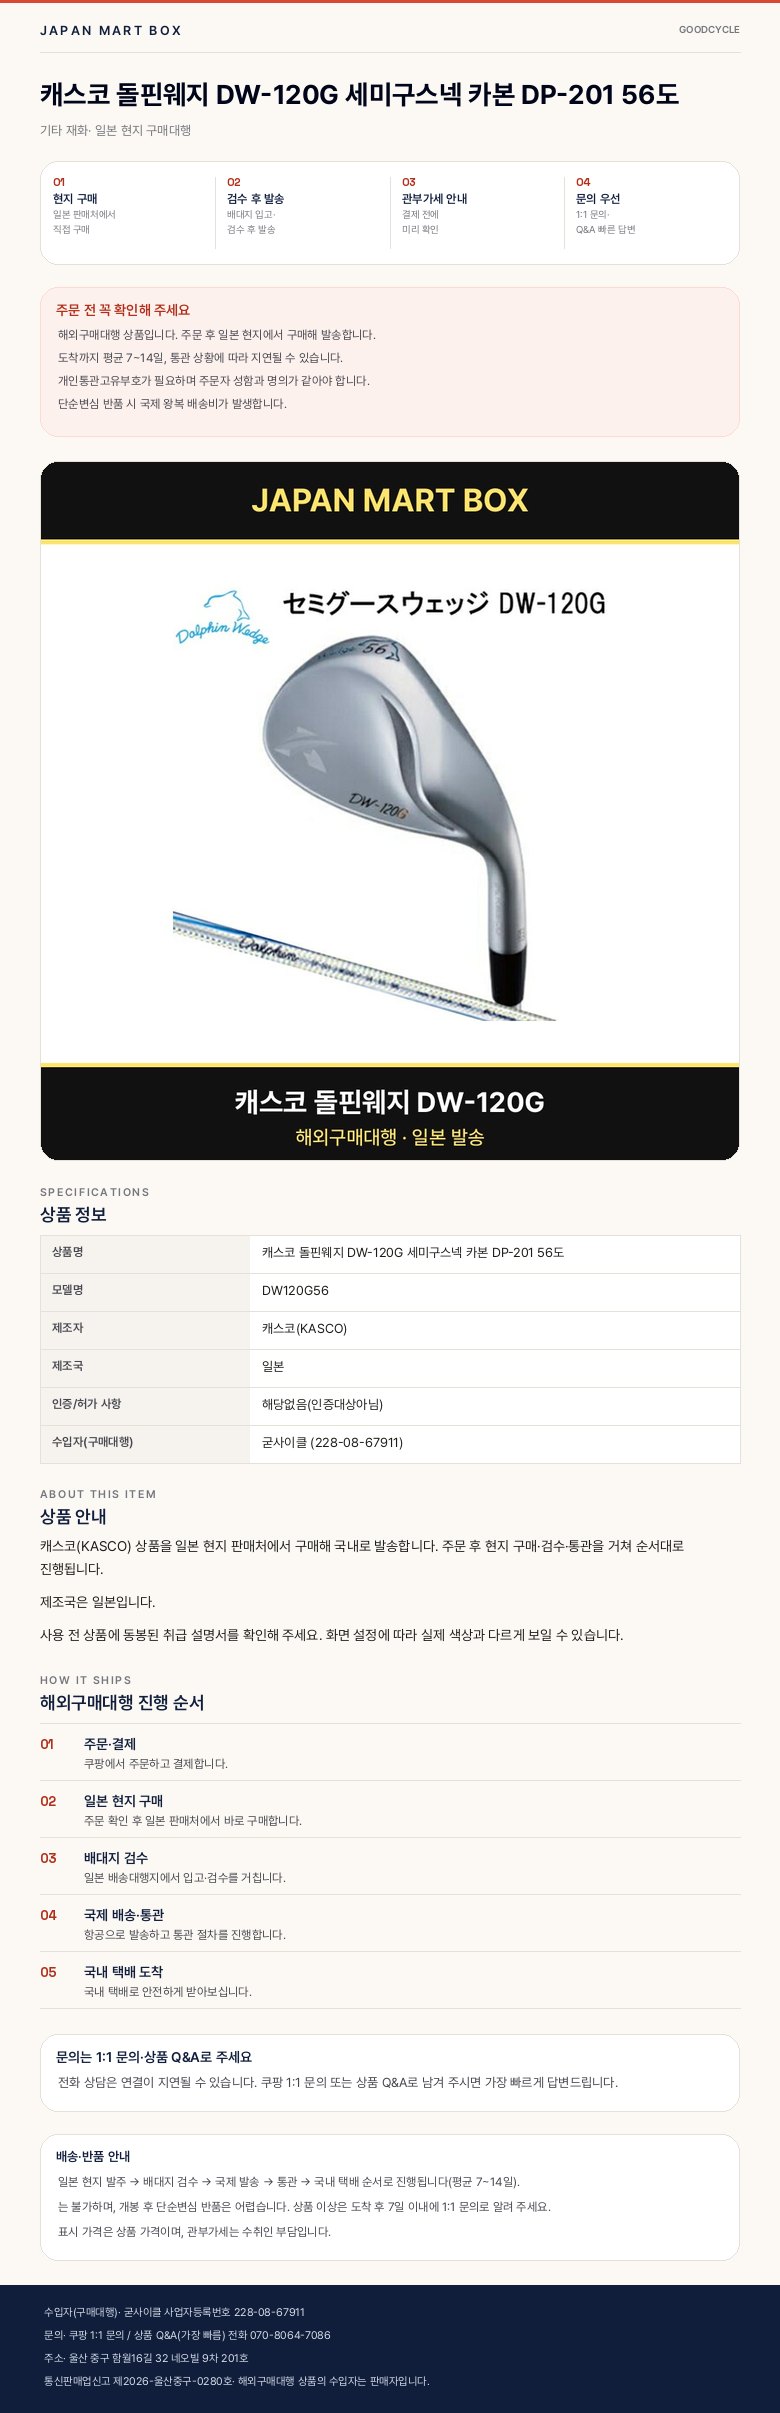 JAPAN MART BOX
GOODCYCLE
캐스코 돌핀웨지 DW-120G 세미구스넥 카본 DP-201 56도
기타 재화· 일본 현지 구매대행
01
현지 구매
일본 판매처에서
직접 구매
02
검수 후 발송
배대지 입고·
검수 후 발송
03
관부가세 안내
결제 전에
미리 확인
04
문의 우선
1:1 문의·
Q&A 빠른 답변
주문 전 꼭 확인해 주세요
해외구매대행 상품입니다. 주문 후 일본 현지에서 구매해 발송합니다.
도착까지 평균 7~14일, 통관 상황에 따라 지연될 수 있습니다.
개인통관고유부호가 필요하며 주문자 성함과 명의가 같아야 합니다.
단순변심 반품 시 국제 왕복 배송비가 발생합니다.
JAPAN MART BOX
Dolphin Wedge
セミグースウェッジ DW-120G
Wedge 56
DW-120G
Dolphin
캐스코 돌핀웨지 DW-120G
해외구매대행 · 일본 발송
SPECIFICATIONS
상품 정보
상품명 캐스코 돌핀웨지 DW-120G 세미구스넥 카본 DP-201 56도
모델명 DW120G56
제조자 캐스코(KASCO)
제조국 일본
인증/허가 사항 해당없음(인증대상아님)
수입자(구매대행) 굳사이클 (228-08-67911)
ABOUT THIS ITEM
상품 안내
캐스코(KASCO) 상품을 일본 현지 판매처에서 구매해 국내로 발송합니다. 주문 후 현지 구매·검수·통관을 거쳐 순서대로
진행됩니다.
제조국은 일본입니다.
사용 전 상품에 동봉된 취급 설명서를 확인해 주세요. 화면 설정에 따라 실제 색상과 다르게 보일 수 있습니다.
HOW IT SHIPS
해외구매대행 진행 순서
01 주문·결제
쿠팡에서 주문하고 결제합니다.
02 일본 현지 구매
주문 확인 후 일본 판매처에서 바로 구매합니다.
03 배대지 검수
일본 배송대행지에서 입고·검수를 거칩니다.
04 국제 배송·통관
항공으로 발송하고 통관 절차를 진행합니다.
05 국내 택배 도착
국내 택배로 안전하게 받아보십니다.
문의는 1:1 문의·상품 Q&A로 주세요
전화 상담은 연결이 지연될 수 있습니다. 쿠팡 1:1 문의 또는 상품 Q&A로 남겨 주시면 가장 빠르게 답변드립니다.
배송·반품 안내
일본 현지 발주 → 배대지 검수 → 국제 발송 → 통관 → 국내 택배 순서로 진행됩니다(평균 7~14일).
는 불가하며, 개봉 후 단순변심 반품은 어렵습니다. 상품 이상은 도착 후 7일 이내에 1:1 문의로 알려 주세요.
표시 가격은 상품 가격이며, 관부가세는 수취인 부담입니다.
수입자(구매대행)· 굳사이클 사업자등록번호 228-08-67911
문의· 쿠팡 1:1 문의 / 상품 Q&A(가장 빠름) 전화 070-8064-7086
주소· 울산 중구 함월16길 32 네오빌 9차 201호
통신판매업신고 제2026-울산중구-0280호· 해외구매대행 상품의 수입자는 판매자입니다.